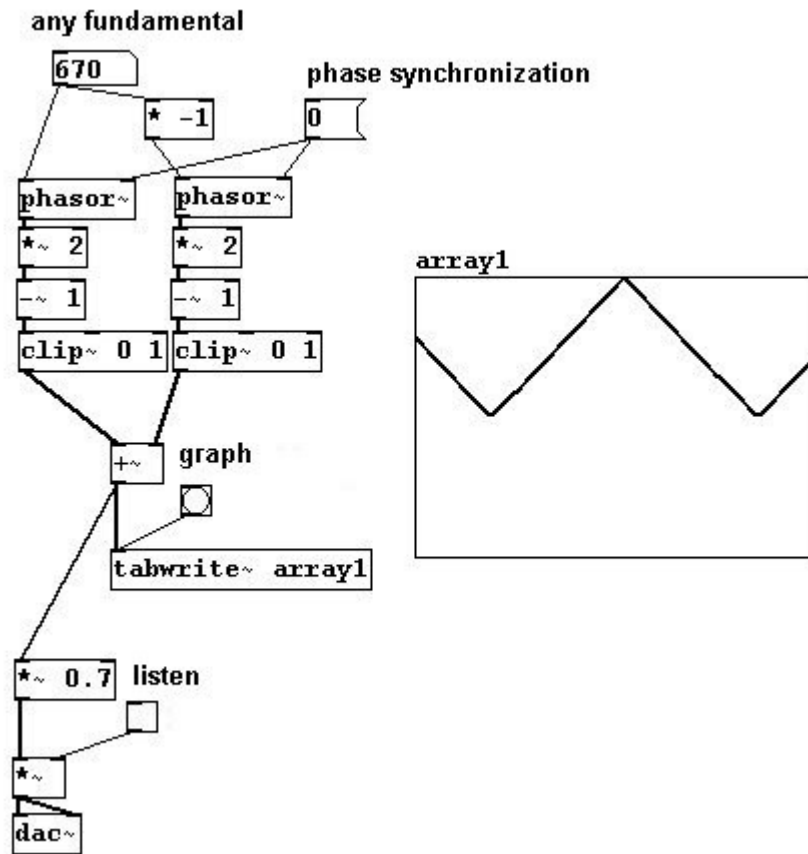 any fundamental
670
phase synchronization
* -1
0
phasor~
phasor~
*~ 2
*~ 2
-~ 1
-~ 1
array1
clip~ 0 1
clip~ 0 1
+~
graph
tabwrite~ array1
*~ 0.7
listen
*~
dac~